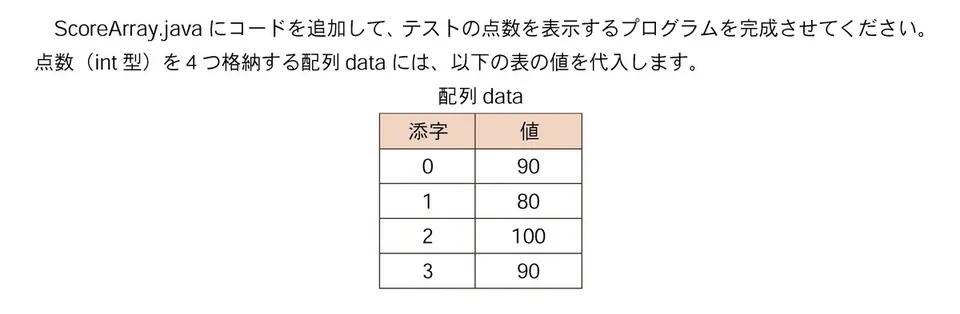 ScoreArray.java にコードを追加して、テストの点数を表示するプログラムを完成させてください。
点数（int 型）を 4 つ格納する配列 data には、以下の表の値を代入します。
配列 data
添字 値
0 90
1 80
2 100
3 90